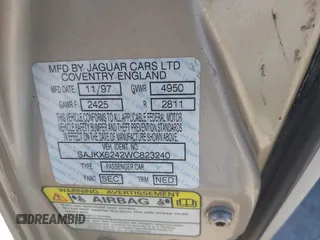 MFD BY JAGUAR CARS LTD
COVENTRY ENGLAND
MFD DATE 11/97 GVWR 4950
GAWR F 2425 R 2811
THIS VEHICLE CONFORMS TO ALL APPLICABLE FEDERAL MOTOR
VEHICLE SAFETY BUMPER AND THEFT PREVENTION STANDARDS
IN EFFECT ON THE DATE OF MANUFACTURE SHOWN ABOVE
VEH. IDENT. NO.
SAJKX6242WC823240
TYPE PASSENGER CAR
PAINT SEC TRIM NED
WARNING / AVERTISSEMENT
AIRBAG
DREAMBID